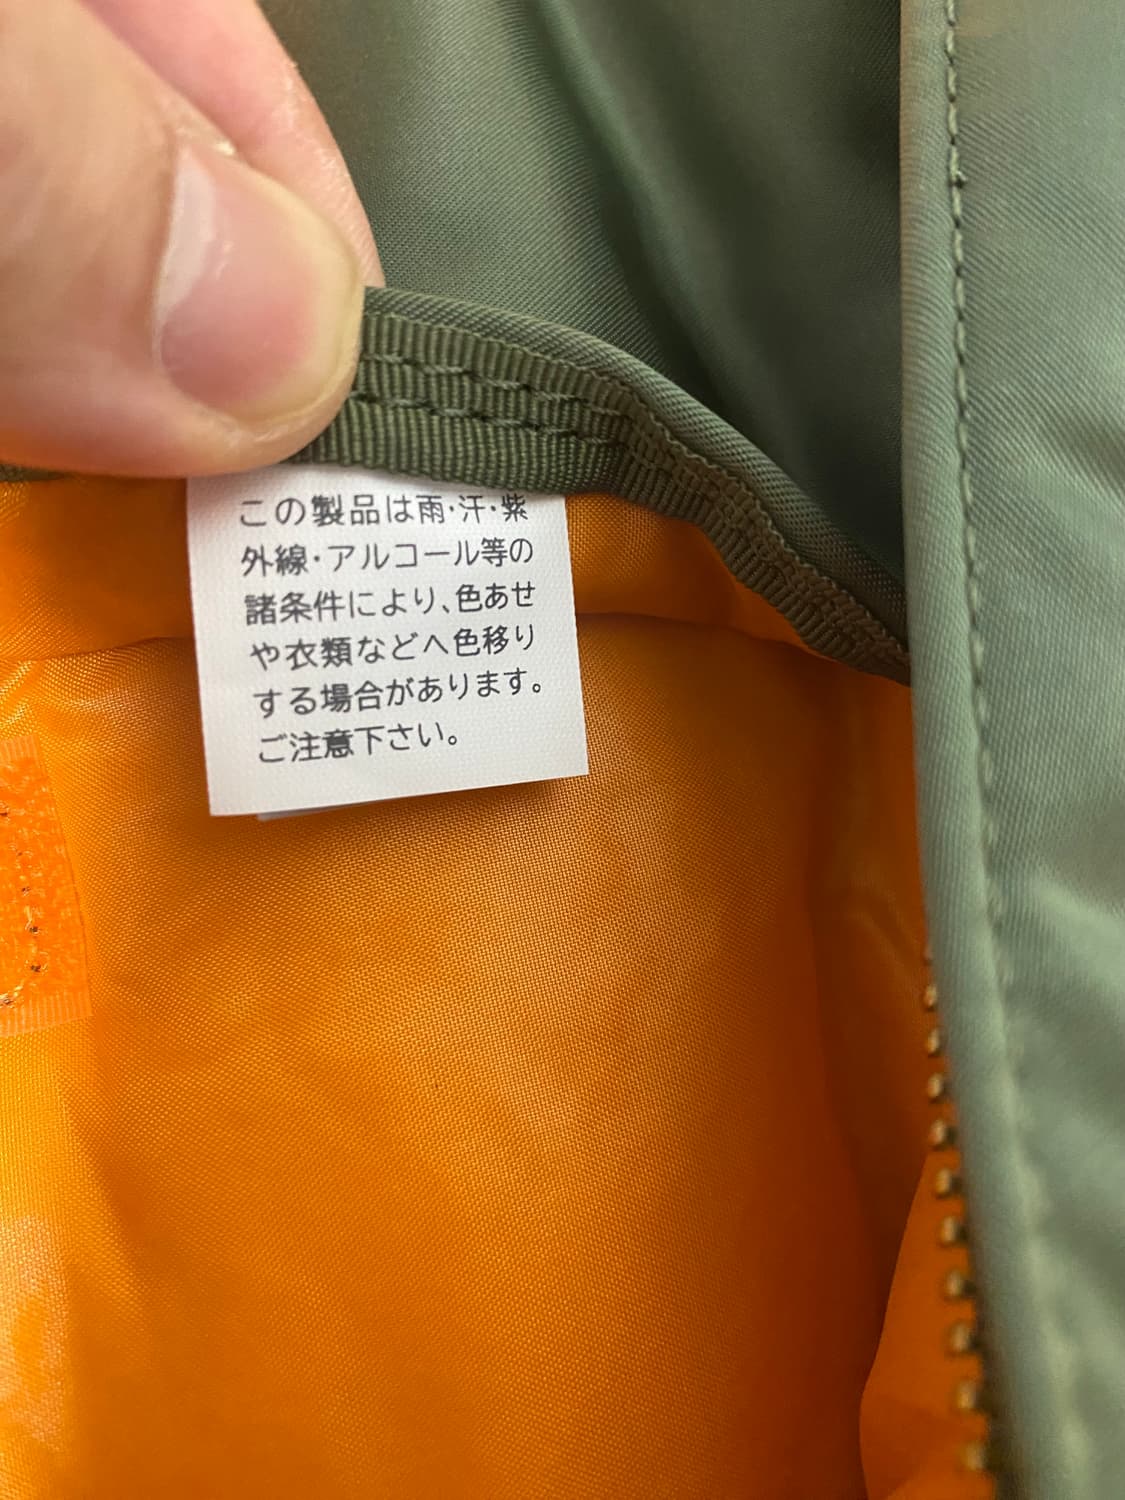 この製品は雨・汗・紫
外線・アルコール等の
諸条件により、色あせ
や衣類などへ色移り
する場合があります。
ご注意下さい。